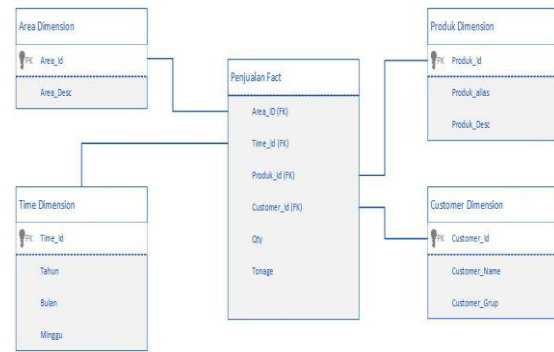 Area Dimension
PK Area_Id
Area_Desc
Time Dimension
PK Time_Id
Tahun
Bulan
Minggu
Penjualan Fact
Area_ID (FK)
Time_Id (FK)
Produk_Id (FK)
Customer_Id (FK)
Qty
Tonage
Produk Dimension
PK Produk_Id
Produk_alias
Produk_Desc
Customer Dimension
PK Customer_Id
Customer_Name
Customer_Grup